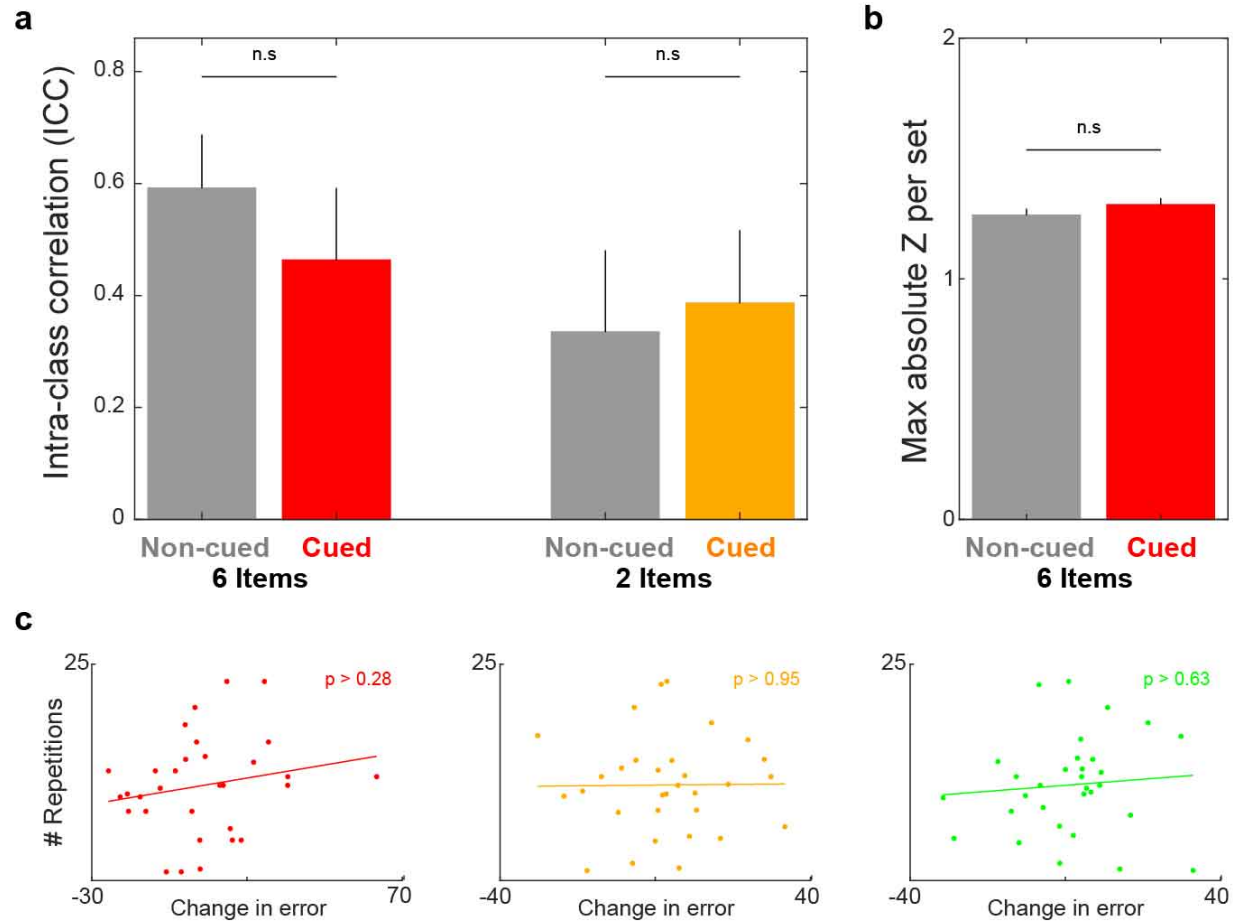 a
Intra-class correlation (ICC)
0.8
0.6
0.4
0.2
0
n.s
n.s
Non-cued Cued
6 Items
Non-cued Cued
2 Items
b
Max absolute Z per set
2
1
0
n.s
Non-cued Cued
6 Items
c
# Repetitions
25
p > 0.28
-30
Change in error
70
25
p > 0.95
-40
Change in error
40
25
p > 0.63
-40
Change in error
40